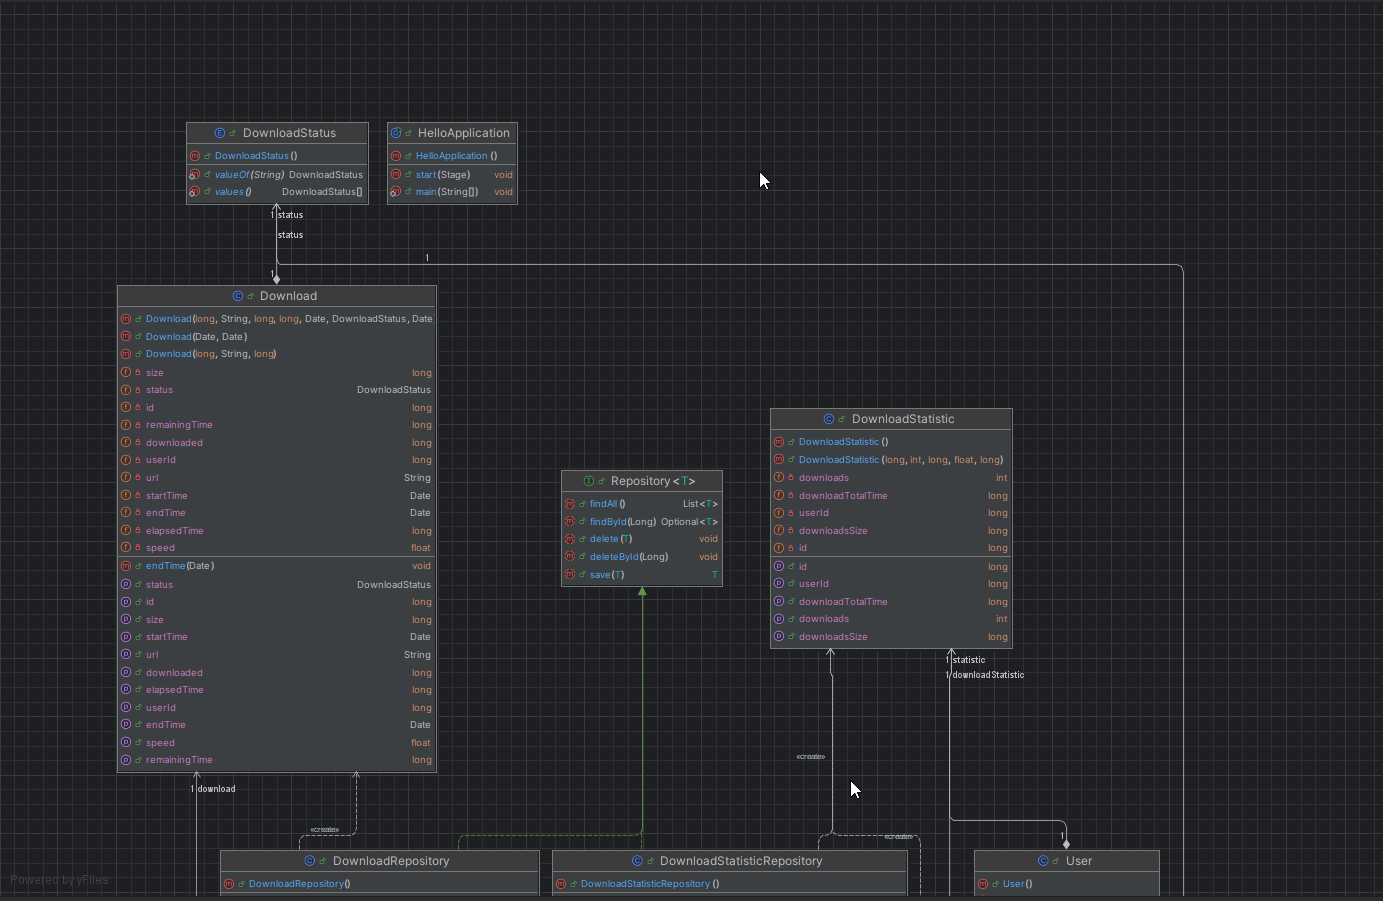 DownloadStatus
DownloadStatus()
valueOf(String) DownloadStatus
values() DownloadStatus[]
HelloApplication
HelloApplication()
start(Stage) void
main(String[]) void
1 status
status
1
1
Download
Download(long, String, long, long, Date, DownloadStatus, Date
Download(Date, Date)
Download(long, String, long)
size long
status DownloadStatus
id long
remainingTime long
downloaded long
userId long
url String
startTime Date
endTime Date
elapsedTime long
speed float
endTime(Date) void
status DownloadStatus
id long
size long
startTime Date
url String
downloaded long
elapsedTime long
userId long
endTime Date
speed float
remainingTime long
Repository<T>
findAll() List<T>
findById(Long) Optional<T>
delete(T) void
deleteById(Long) void
save(T) T
DownloadStatistic
DownloadStatistic()
DownloadStatistic(long, int, long, float, long)
downloads int
downloadTotalTime long
userId long
downloadsSize long
id long
id long
userId long
downloadTotalTime long
downloads int
downloadsSize long
1 statistic
1 downloadStatistic
«create»
1 download
«create»
«create»
1
DownloadRepository
DownloadRepository()
DownloadStatisticRepository
DownloadStatisticRepository()
User
User()
Powered by yFiles